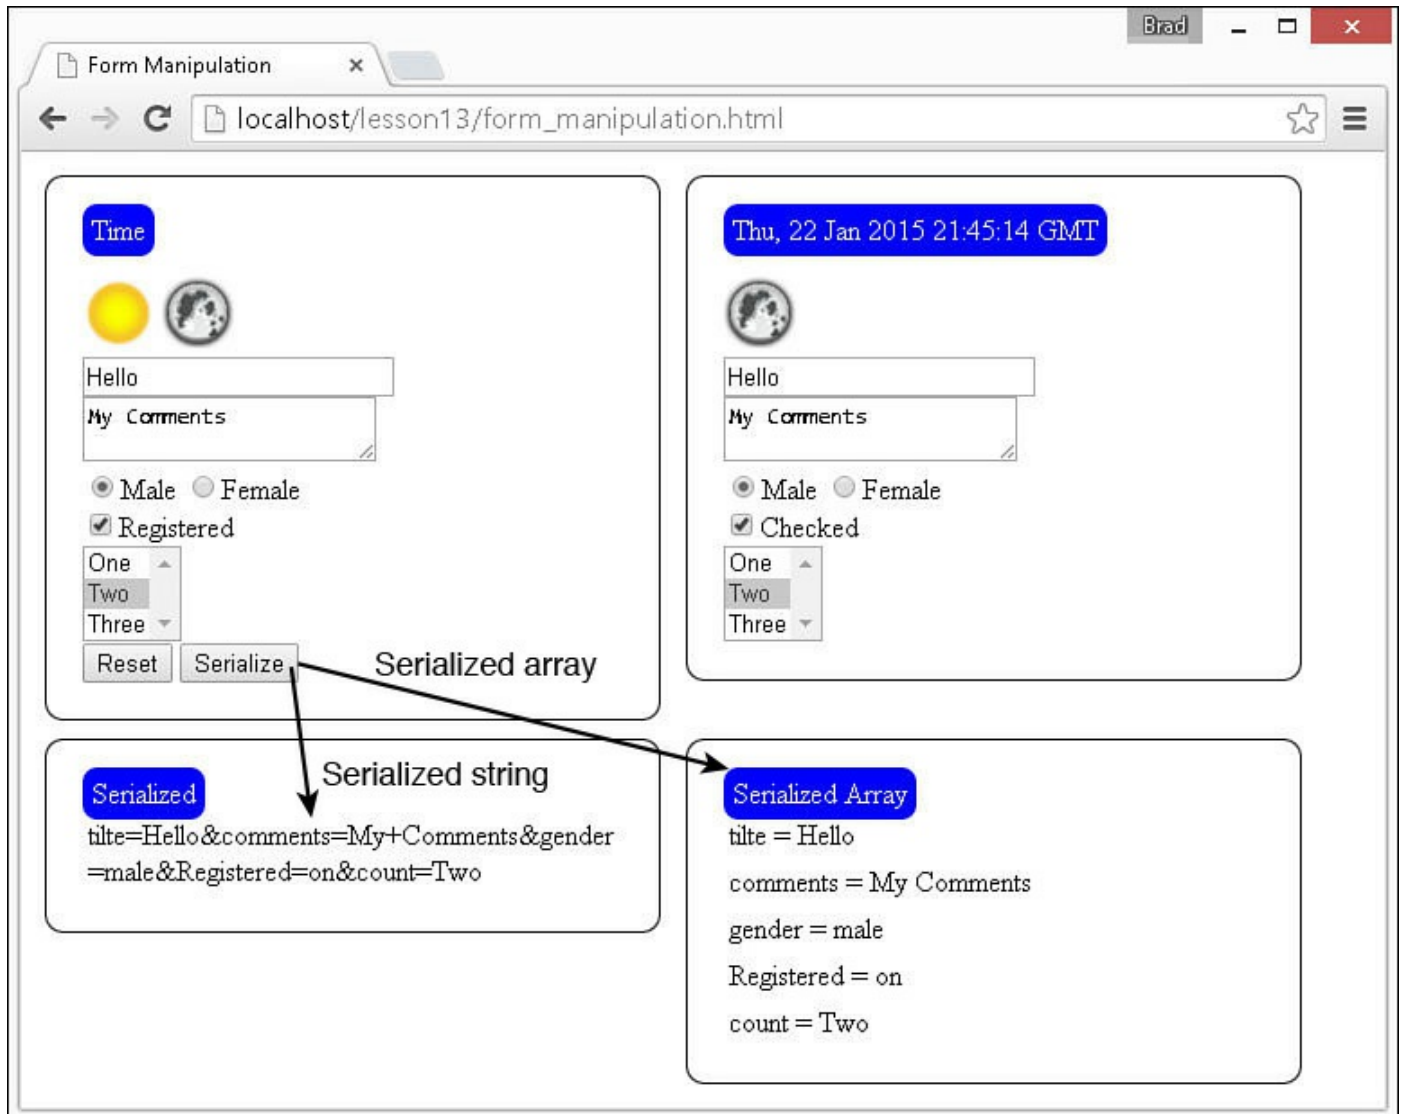 Brad
Form Manipulation
localhost/lesson13/form_manipulation.html
Time
Hello
My Comments
Male Female
Registered
One
Two
Three
Reset Serialize
Thu, 22 Jan 2015 21:45:14 GMT
Hello
My Comments
Male Female
Checked
One
Two
Three
Serialized array
Serialized string
Serialized
tilte=Hello&comments=My+Comments&gender
=male&Registered=on&count=Two
Serialized Array
tilte = Hello
comments = My Comments
gender = male
Registered = on
count = Two